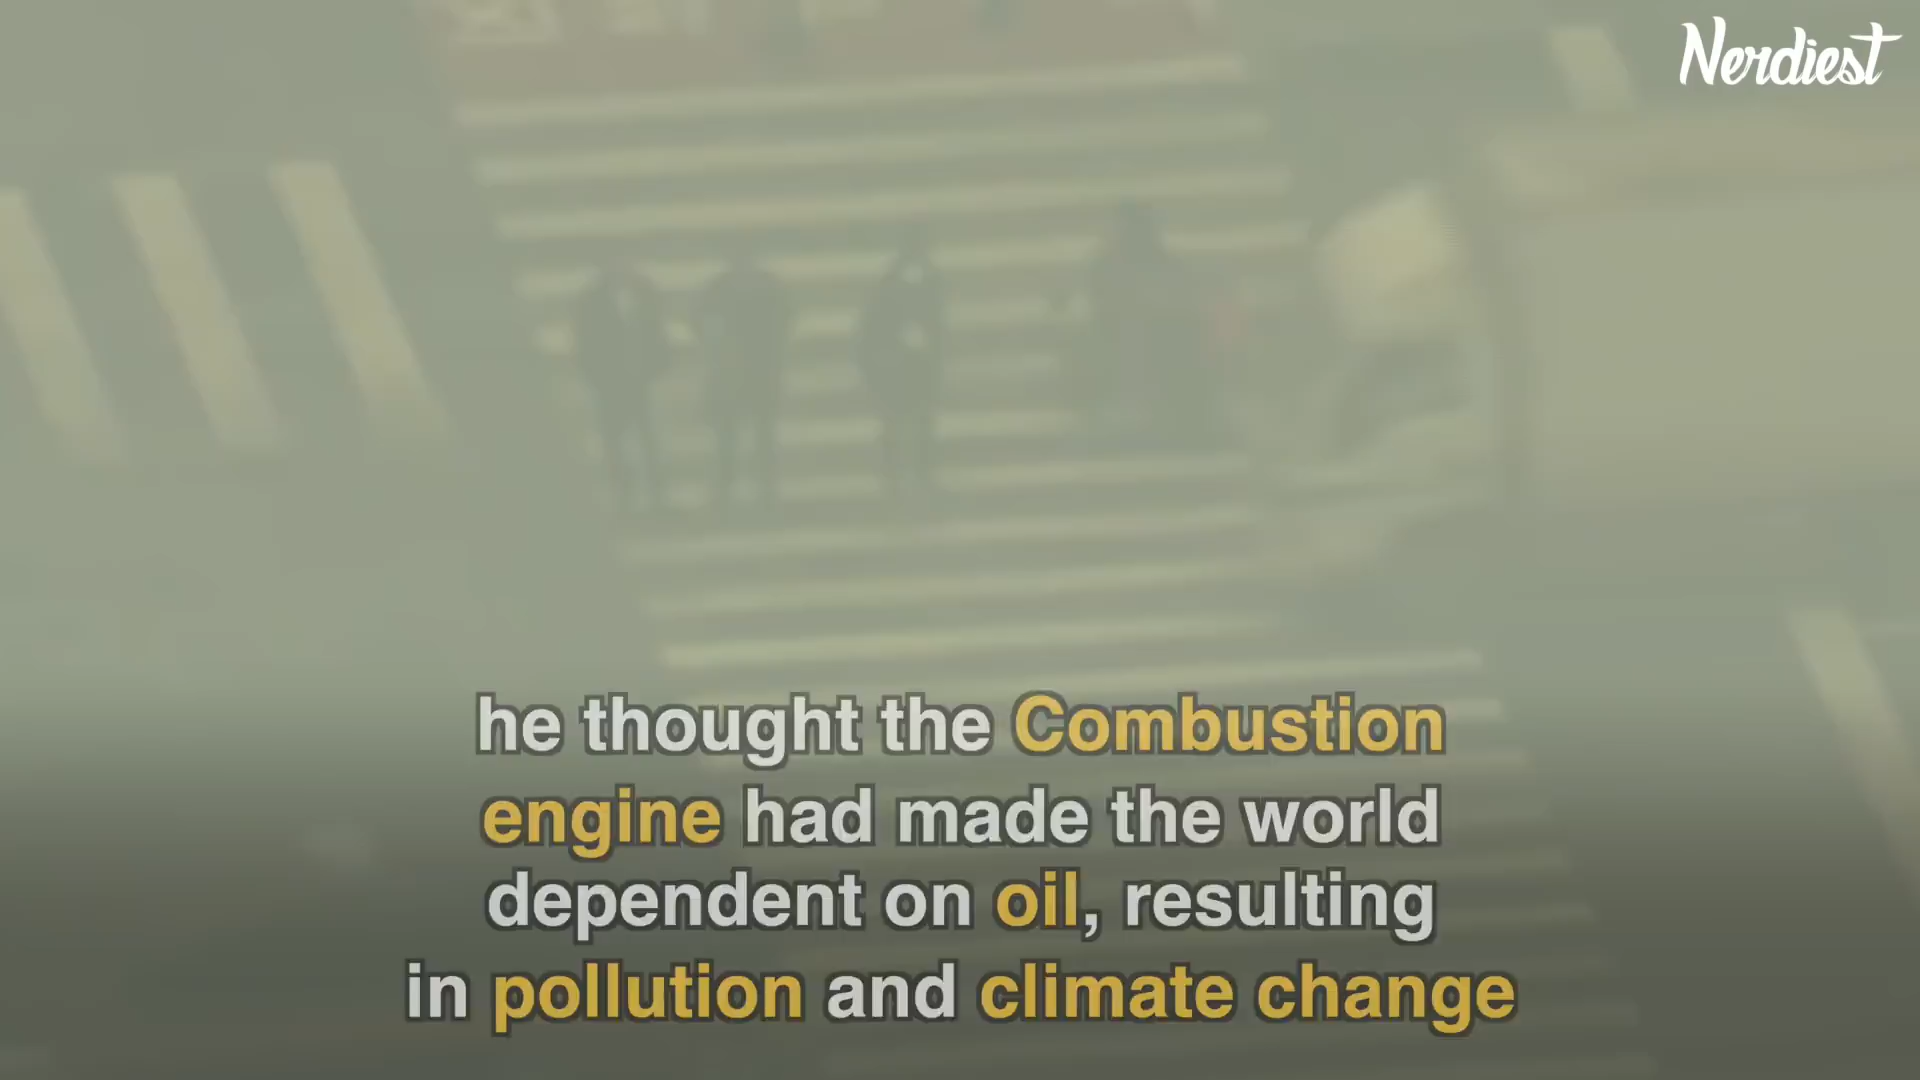 Nerdiest
he thought the Combustion
engine had made the world
dependent on oil, resulting
in pollution and climate change